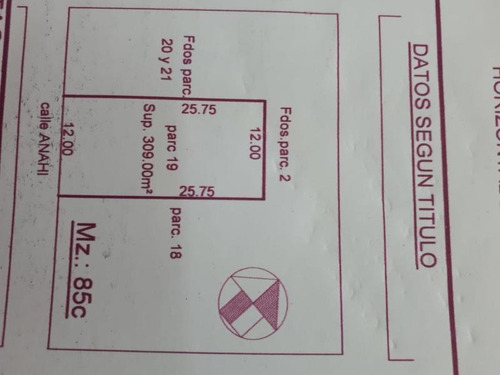 DATOS SEGUN TITULO
Fdos.parc. 2
12.00
Fdos parc.
20 y 21
25.75
25.75
parc 19
Sup. 309.00m²
parc. 18
12.00
calle ANAHI
Mz.: 85c